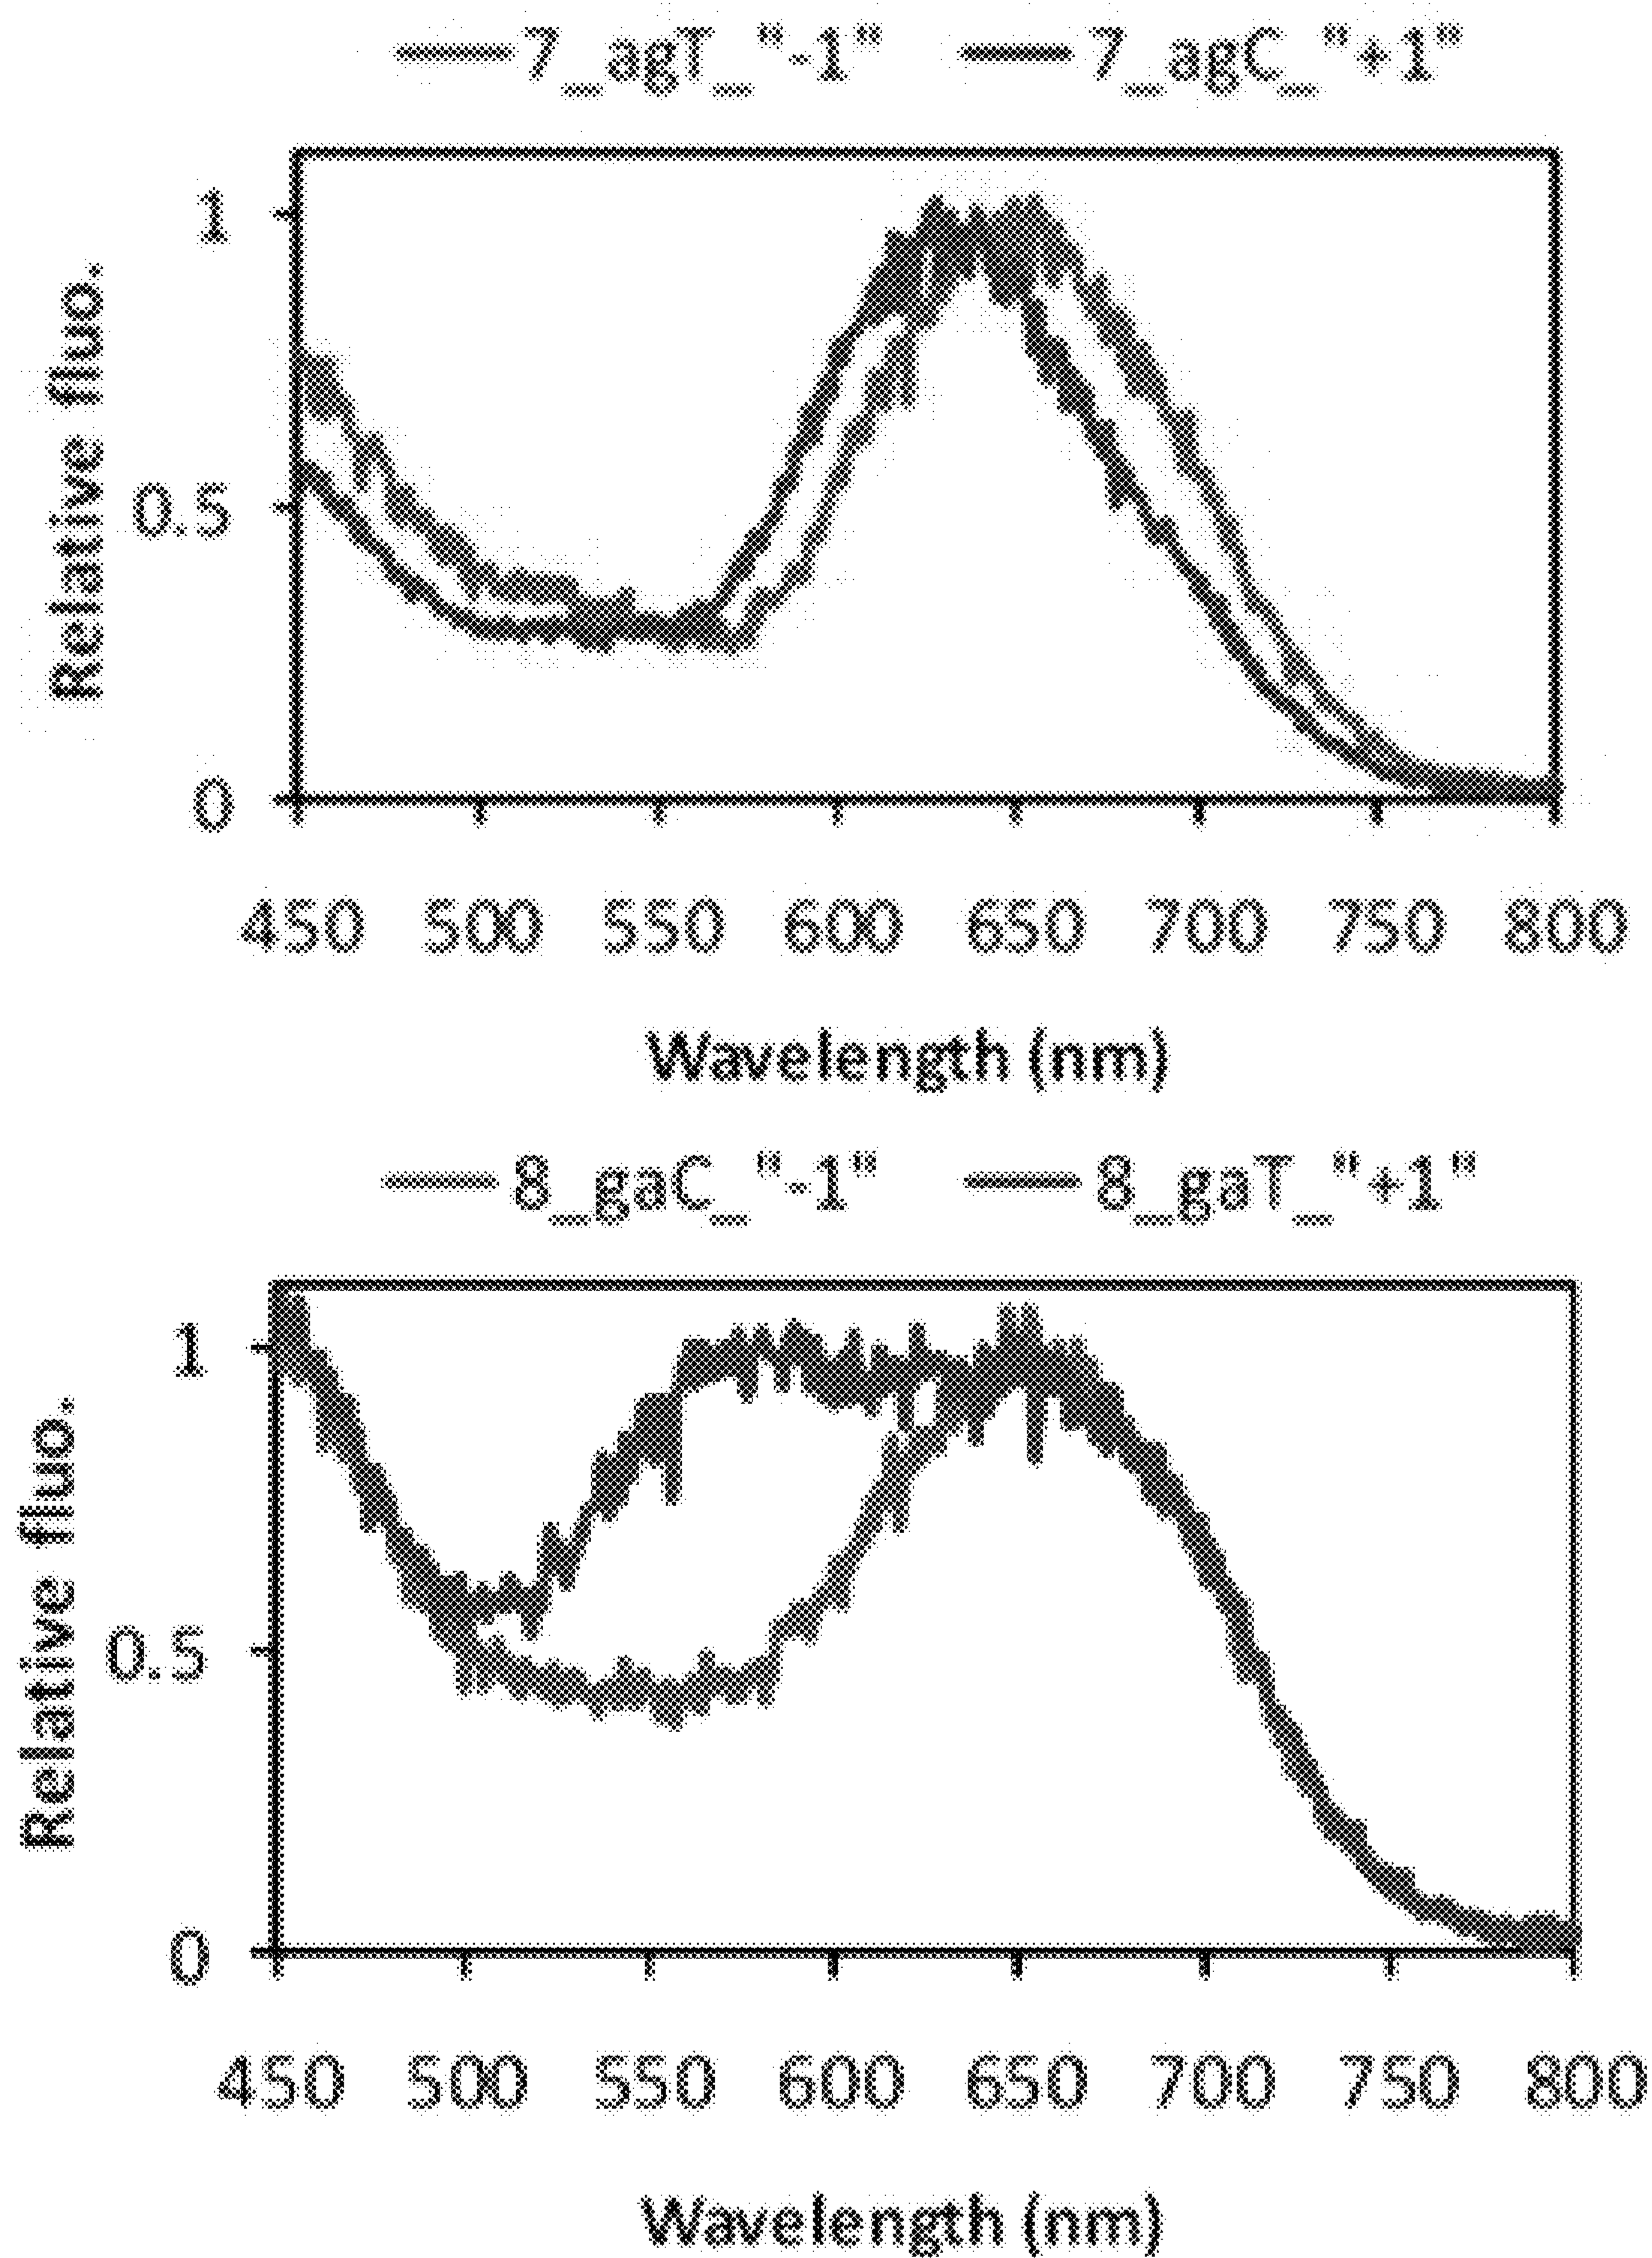 7_agT_"-1" 7_agC_"+1"
1
0.5
0
Relative fluo.
450 500 550 600 650 700 750 800
Wavelength (nm)
8_gaC_"-1" 8_gaT_"+1"
1
0.5
0
Relative fluo.
450 500 550 600 650 700 750 800
Wavelength (nm)